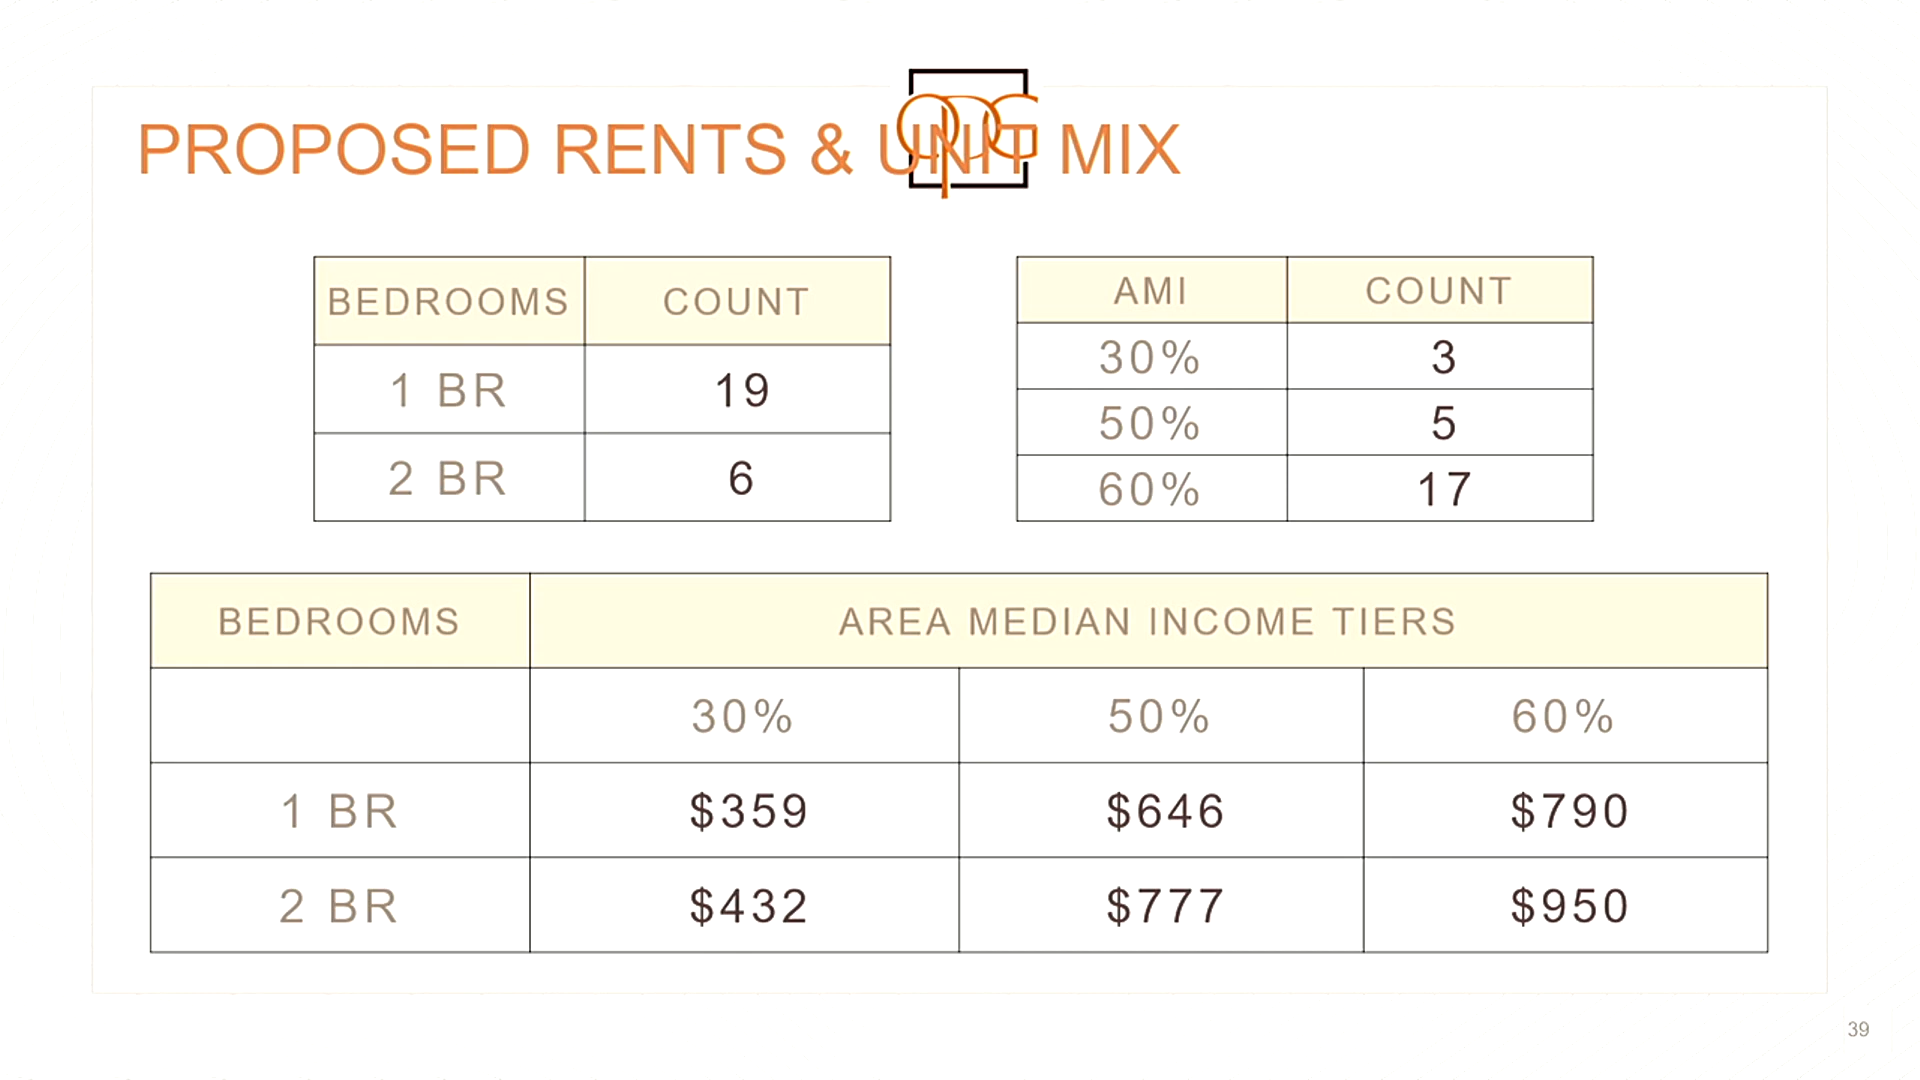 OPG
PROPOSED RENTS & UNIT MIX
BEDROOMS COUNT
1 BR 19
2 BR 6
AMI COUNT
30% 3
50% 5
60% 17
BEDROOMS AREA MEDIAN INCOME TIERS
30% 50% 60%
1 BR $359 $646 $790
2 BR $432 $777 $950
39